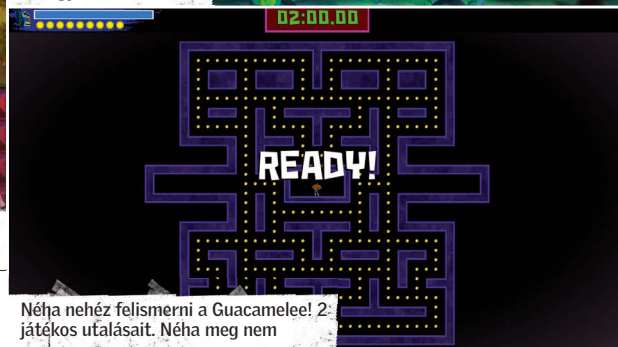 02:00.00
READY!
Néha nehéz felismerni a Guacamelee! 2
játékos utalásait. Néha meg nem